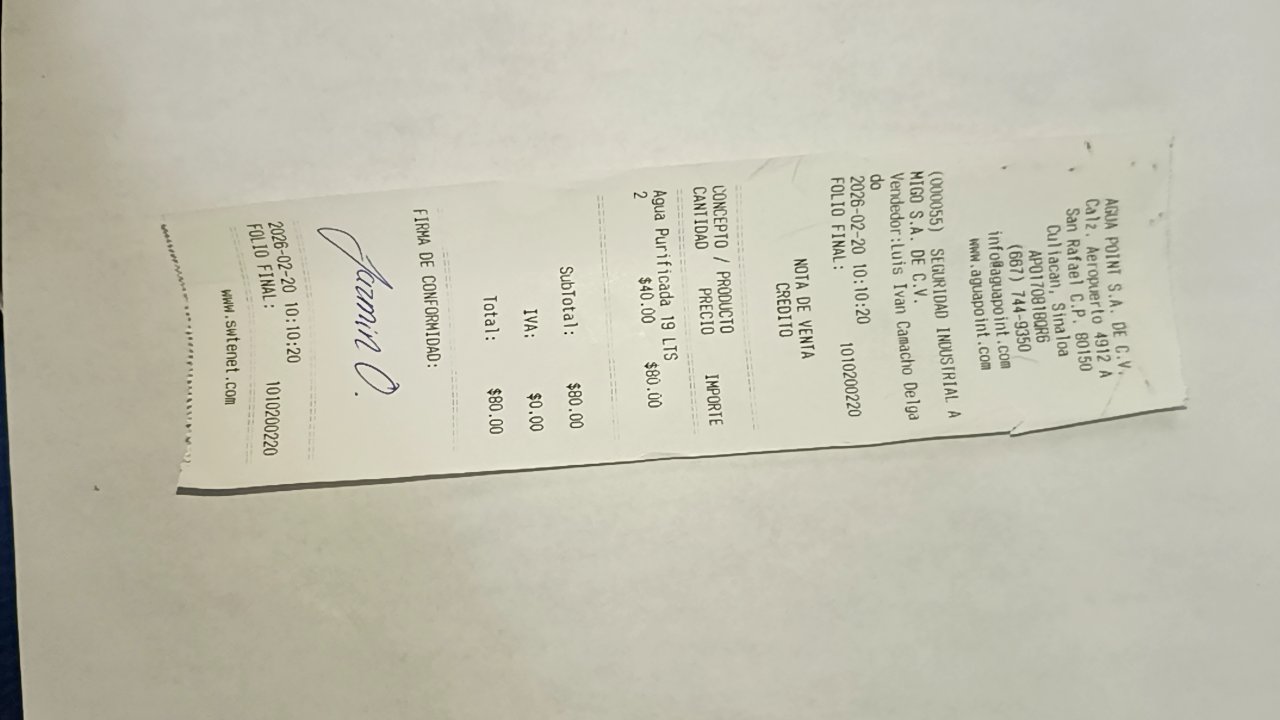 AGUA POINT S.A. DE C.V.
Calz. Aeropuerto 4912 A
San Rafael C.P. 80150
Culiacan, Sinaloa
APO170818QR6
(667) 744-9350
info@aguapoint.com
www.aguapoint.com
(000055) SEGURIDAD INDUSTRIAL A
MIGO S.A. DE C.V.
Vendedor:Luis Ivan Camacho Delga
do
2026-02-20 10:10:20
FOLIO FINAL: 1010200220
NOTA DE VENTA
CREDITO
CONCEPTO / PRODUCTO
CANTIDAD PRECIO IMPORTE
Agua Purificada 19 LTS
2 $40.00 $80.00
SubTotal: $80.00
IVA: $0.00
Total: $80.00
FIRMA DE CONFORMIDAD:
2026-02-20 10:10:20
FOLIO FINAL: 1010200220
www.swtenet.com